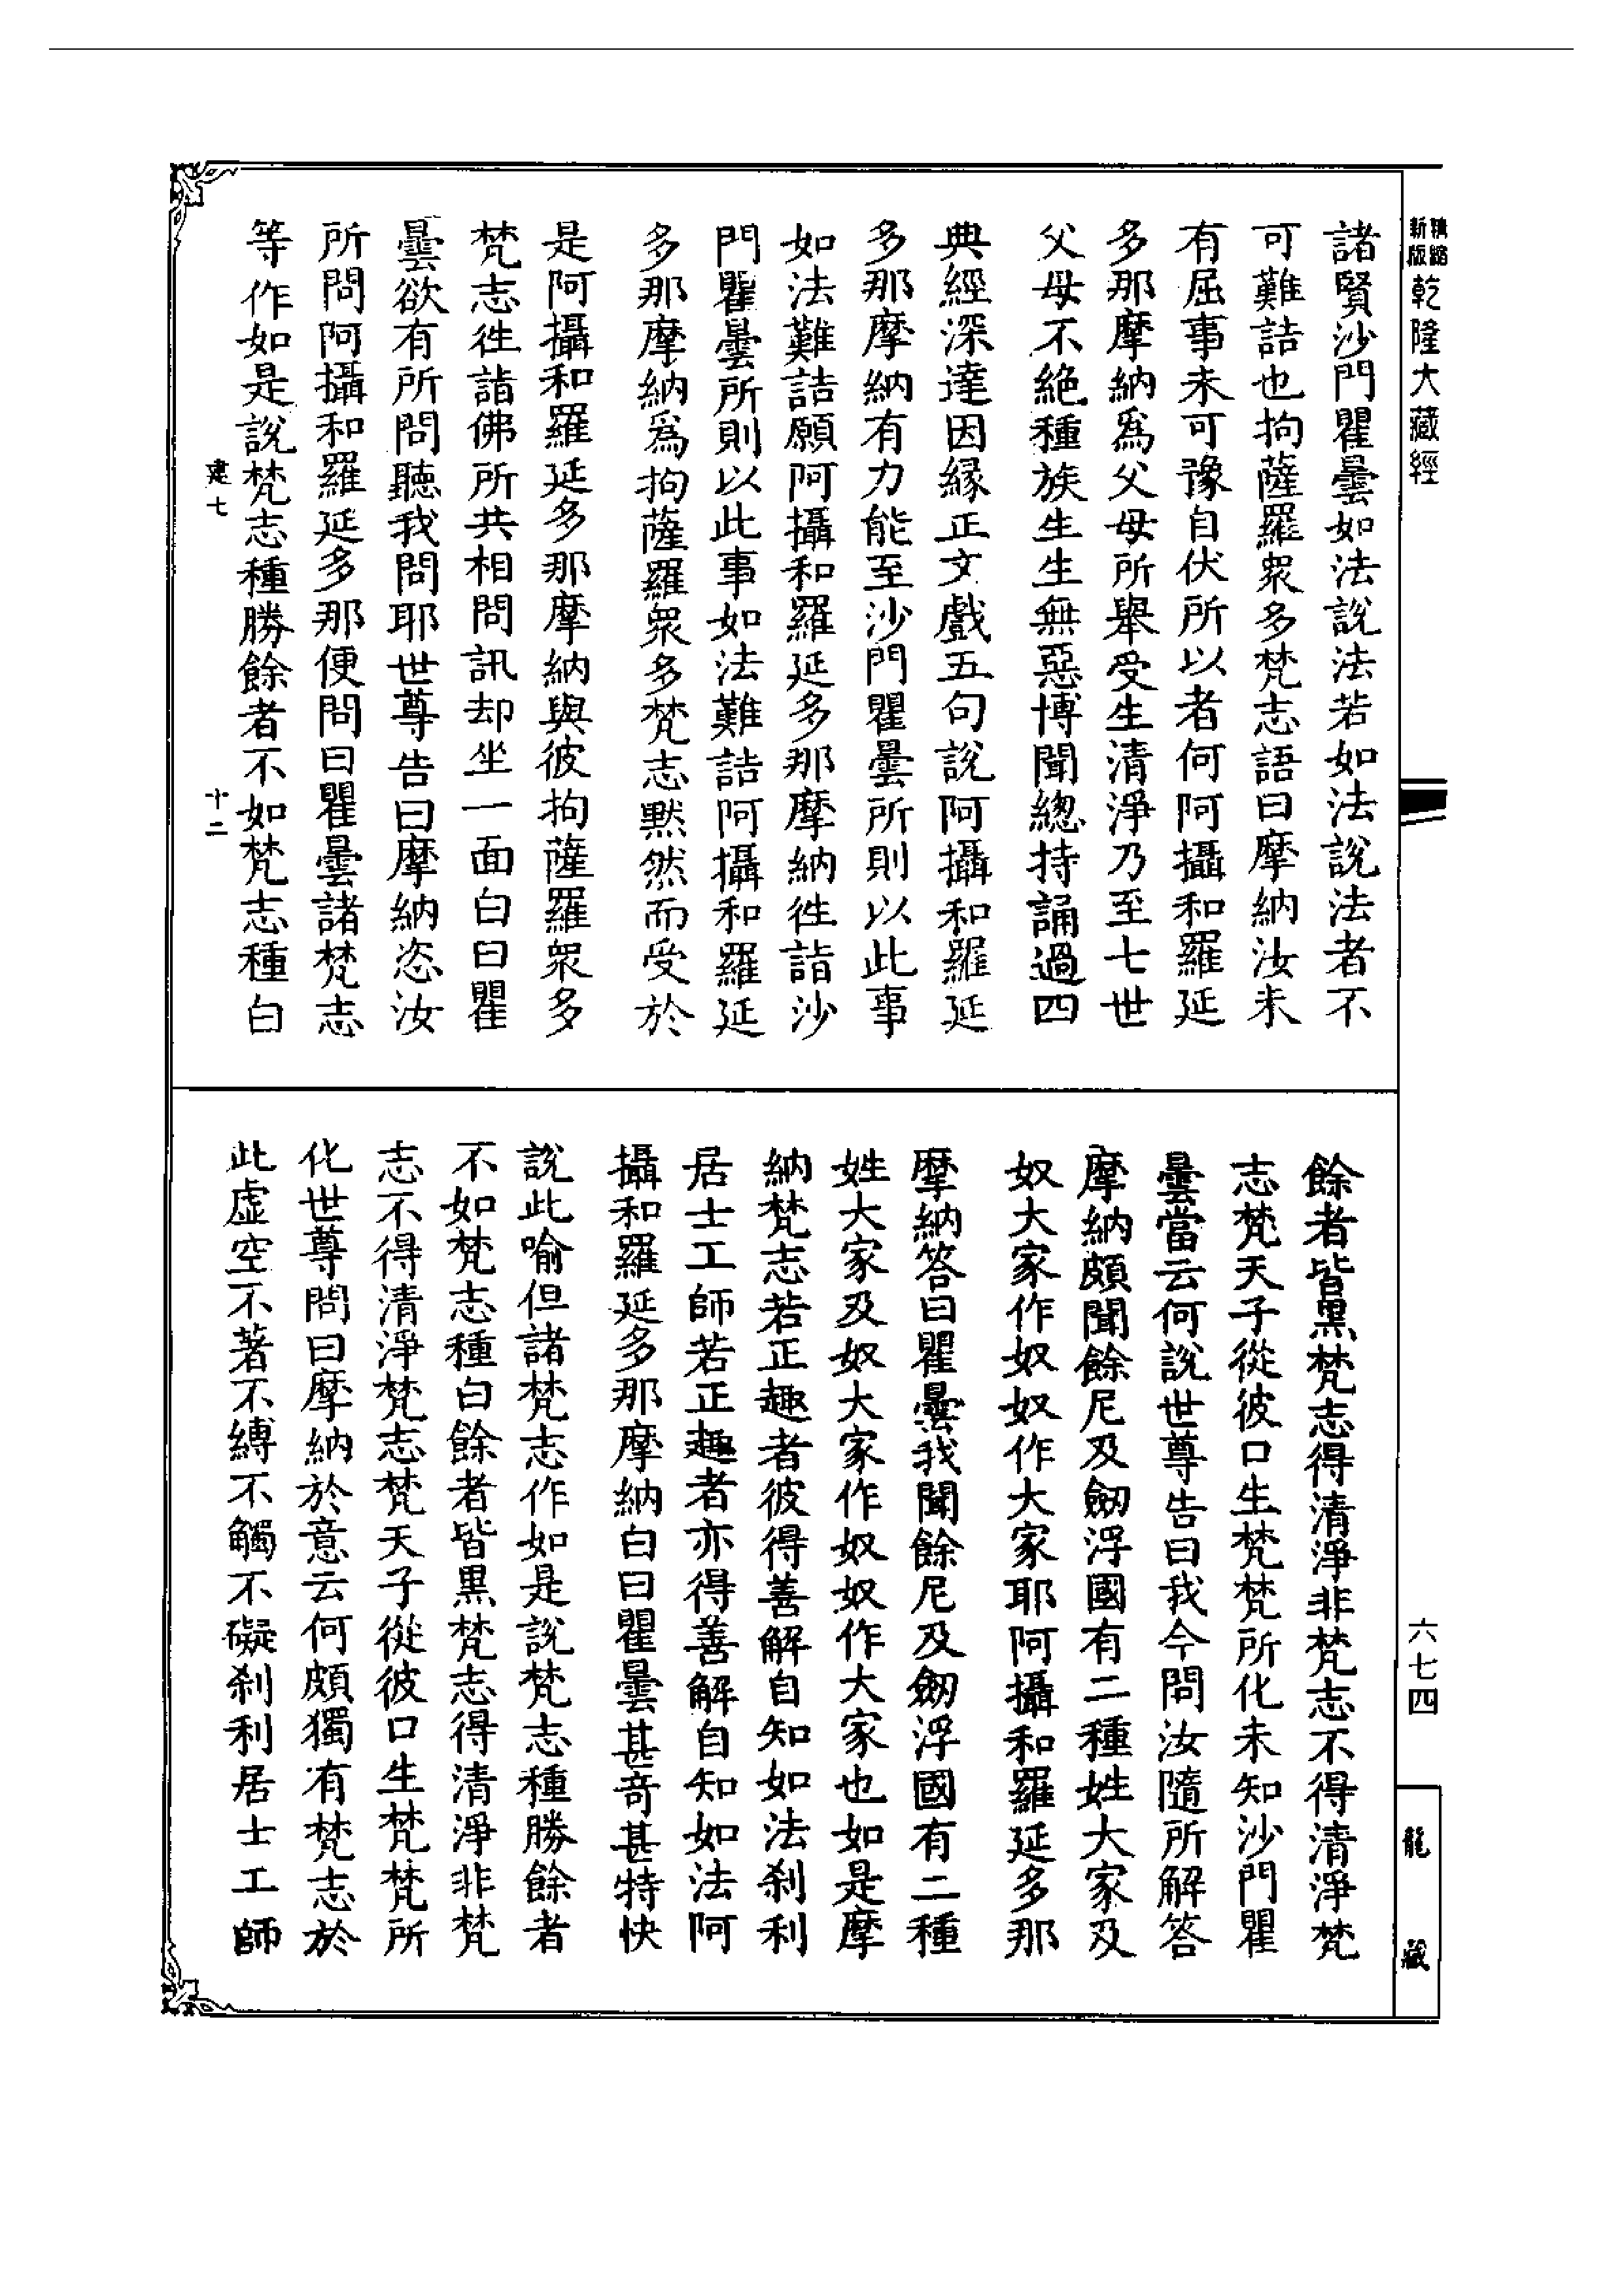 新版
精縮
乾隆大藏經
諸賢沙門瞿曇如法說法若如法說法者不
可難詰也拘薩羅眾多梵志語曰摩納汝未
有屈事未可豫自伏所以者何阿攝和羅延
多那摩納爲父母所舉受生清淨乃至七世
父母不絶種族生生無惡博聞總持誦過四
典經深達因緣正文戲五句說阿攝和羅延
多那摩納有力能至沙門瞿曇所則以此事
如法難詰願阿攝和羅延多那摩納徃詣沙
門瞿曇所則以此事如法難詰阿攝和羅延
多那摩納爲拘薩羅眾多梵志黙然而受於
是阿攝和羅延多那摩納與彼拘薩羅眾多
梵志徃詣佛所共相問訊却坐一面白曰瞿
曇欲有所問聽我問耶世尊告曰摩納恣汝
所問阿攝和羅延多那便問曰瞿曇諸梵志
等作如是說梵志種勝餘者不如梵志種白
建七 十二
餘者皆黒梵志得清淨非梵志不得清淨梵
志梵天子從彼口生梵梵所化未知沙門瞿
曇當云何說世尊告曰我今問汝隨所解答
摩納頗聞餘尼及劒浮國有二種姓大家及
奴大家作奴奴作大家耶阿攝和羅延多那
摩納答曰瞿曇我聞餘尼及劒浮國有二種
姓大家及奴大家作奴奴作大家也如是摩
納梵志若正趣者彼得善解自知如法刹利
居士工師若正趣者亦得善解自知如法阿
攝和羅延多那摩納白曰瞿曇甚奇甚特快
說此喻但諸梵志作如是說梵志種勝餘者
不如梵志種白餘者皆黒梵志得清淨非梵
志不得清淨梵志梵天子從彼口生梵梵所
化世尊問曰摩納於意云何頗獨有梵志於
此虛空不著不縛不觸不礙刹利居士工師
六七四
龍藏